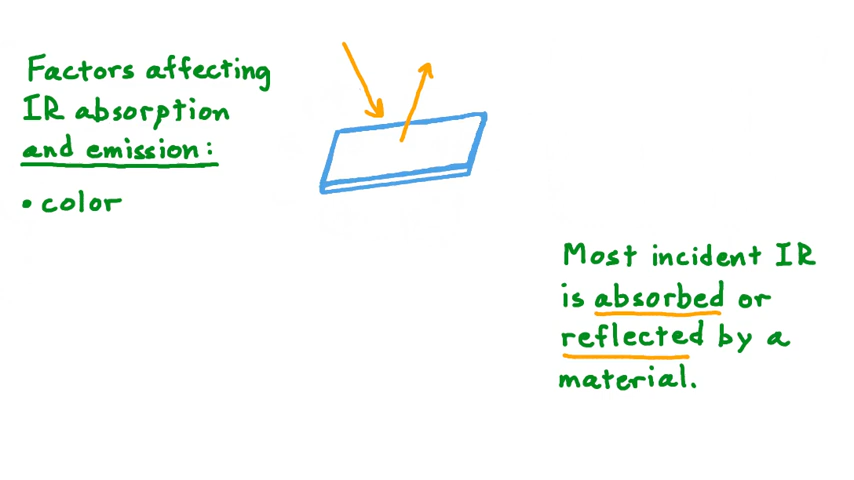 Factors affecting
IR absorption
and emission:
• color
Most incident IR
is absorbed or
reflected by a
material.